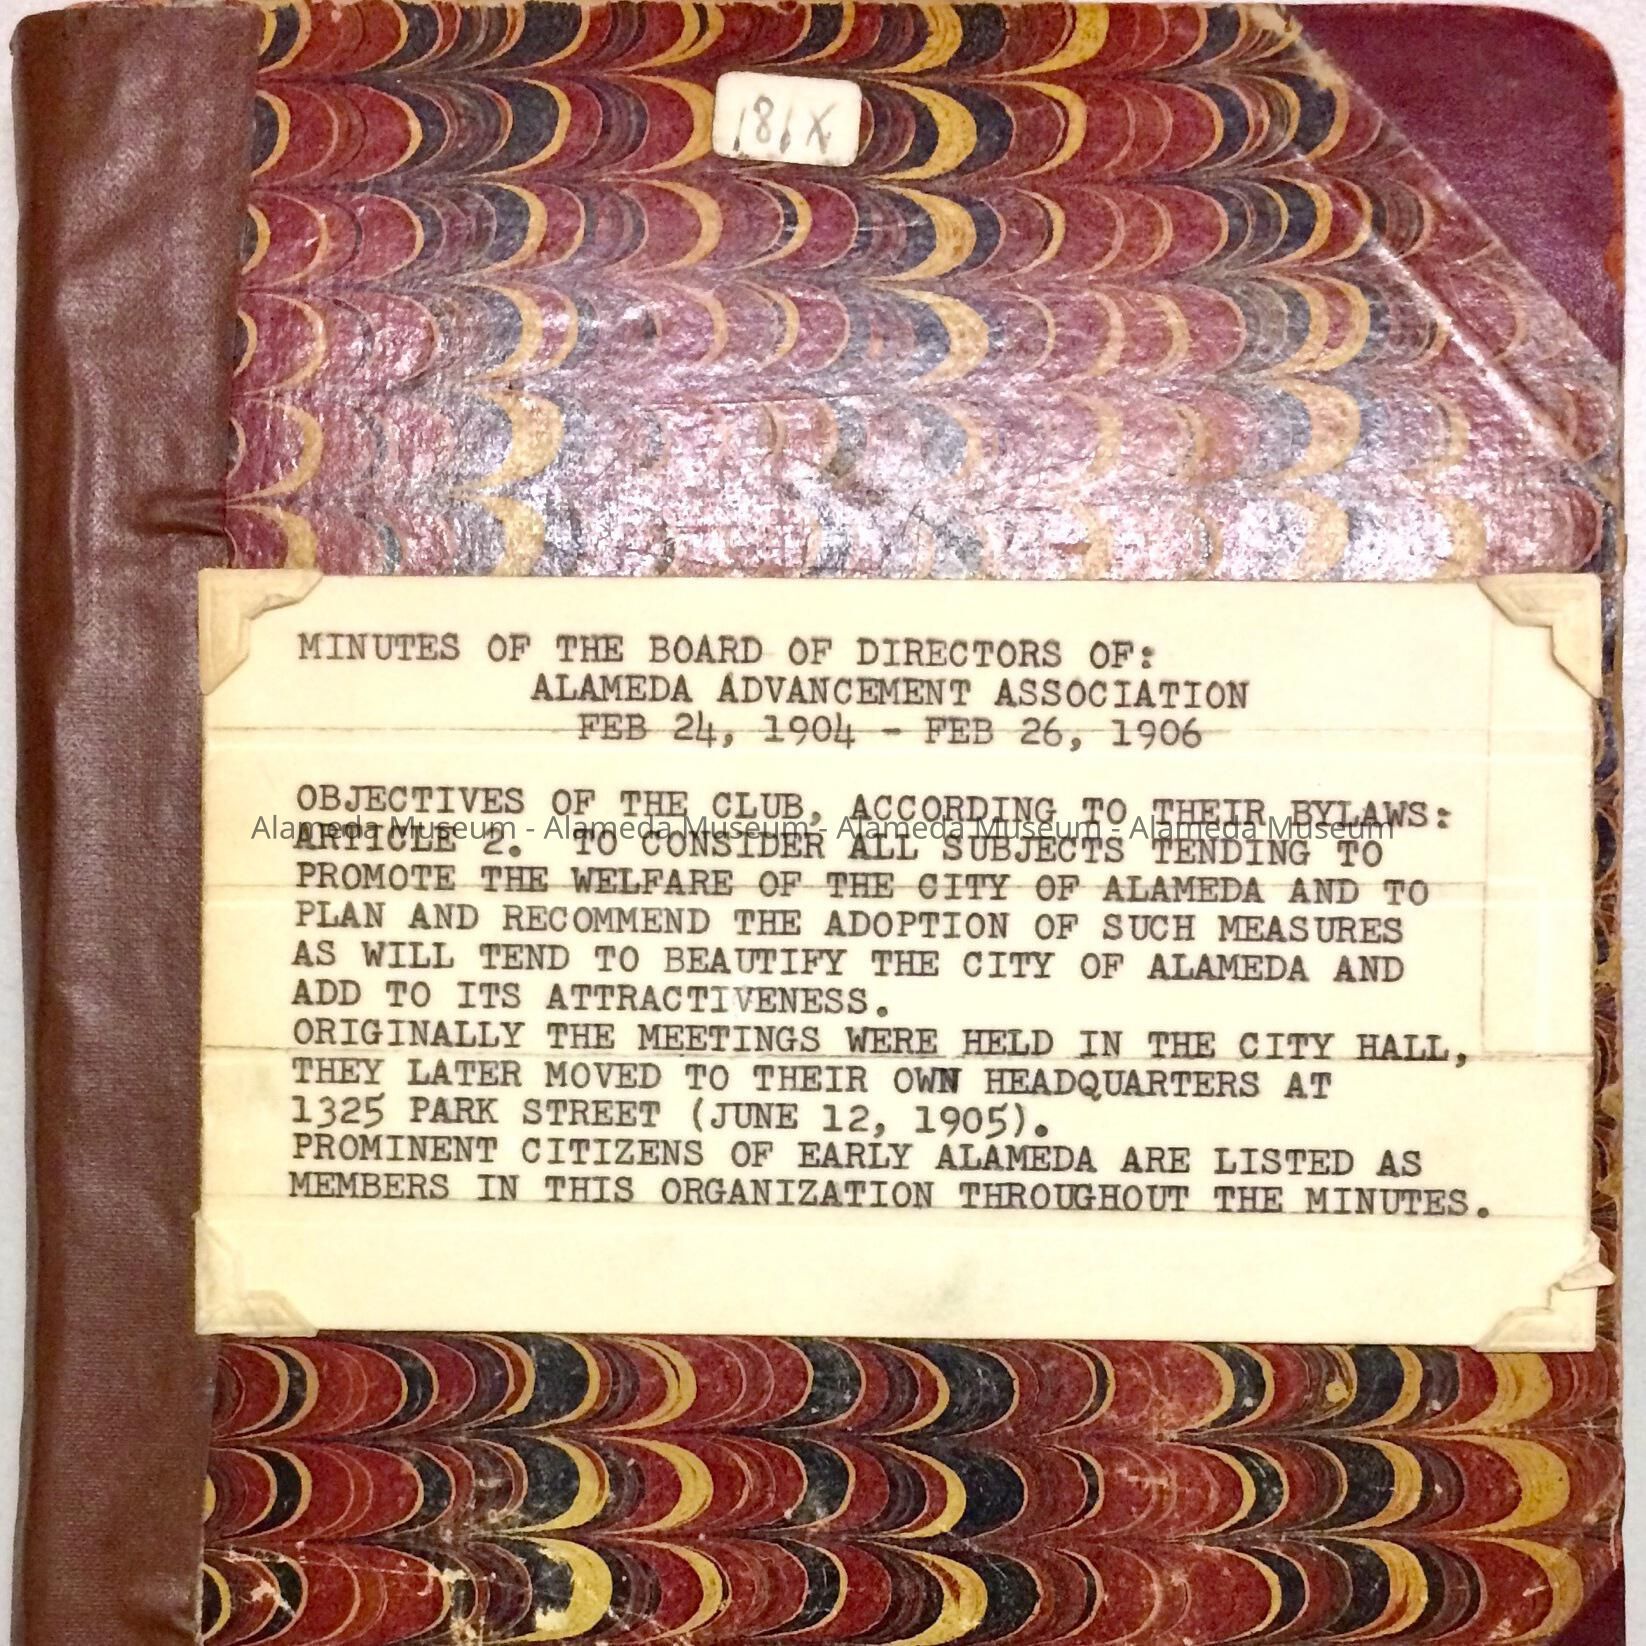 181X
MINUTES OF THE BOARD OF DIRECTORS OF:
ALAMEDA ADVANCEMENT ASSOCIATION
FEB 24, 1904 - FEB 26, 1906
OBJECTIVES OF THE CLUB, ACCORDING TO THEIR BYLAWS:
Alameda Museum - Alameda Museum - Alameda Museum - Alameda Museum
ARTICLE 2. TO CONSIDER ALL SUBJECTS TENDING TO
PROMOTE THE WELFARE OF THE CITY OF ALAMEDA AND TO
PLAN AND RECOMMEND THE ADOPTION OF SUCH MEASURES
AS WILL TEND TO BEAUTIFY THE CITY OF ALAMEDA AND
ADD TO ITS ATTRACTIVENESS.
ORIGINALLY THE MEETINGS WERE HELD IN THE CITY HALL,
THEY LATER MOVED TO THEIR OWN HEADQUARTERS AT
1325 PARK STREET (JUNE 12, 1905).
PROMINENT CITIZENS OF EARLY ALAMEDA ARE LISTED AS
MEMBERS IN THIS ORGANIZATION THROUGHOUT THE MINUTES.